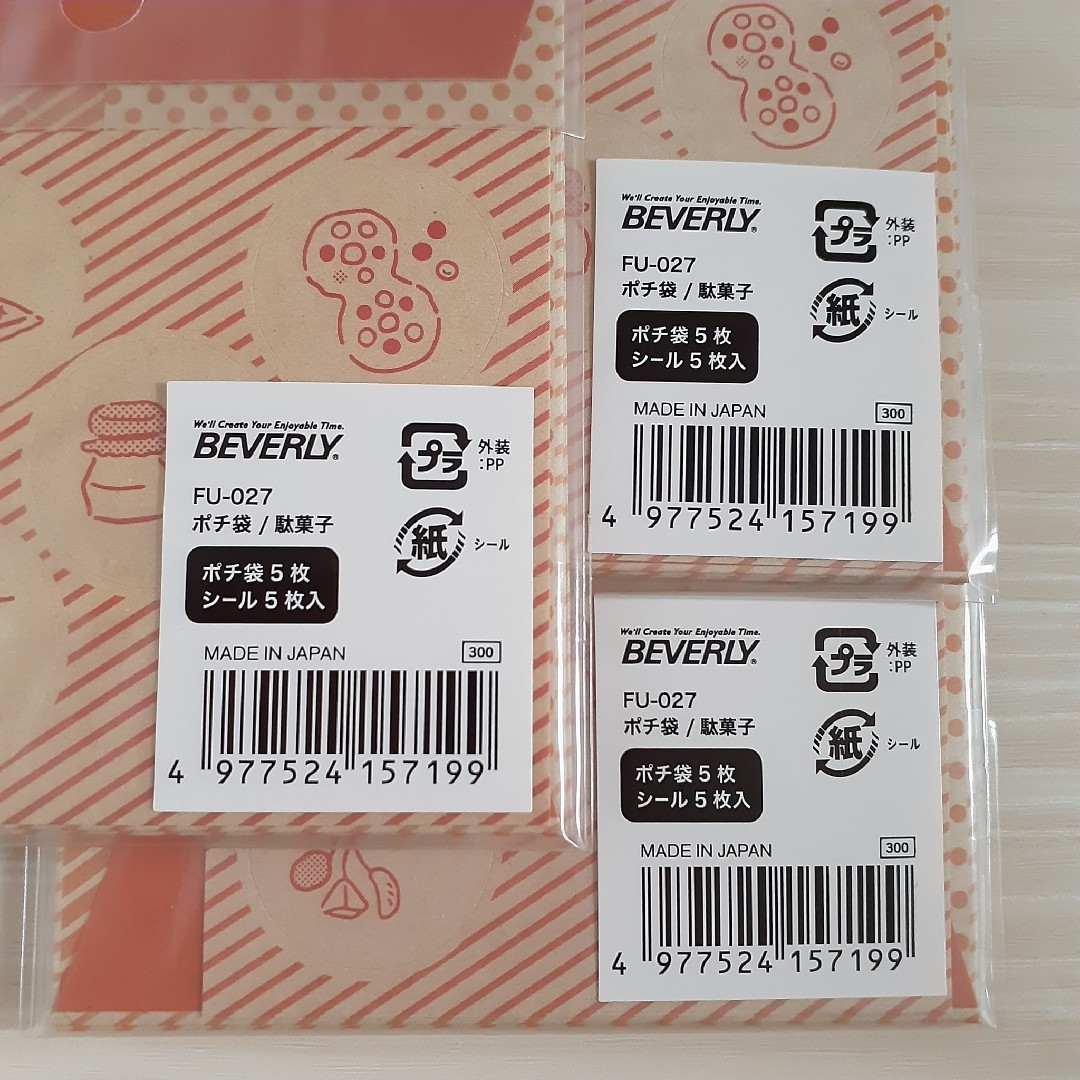 We'll Create Your Enjoyable Time.
BEVERLY®
プラ
外装
:PP
FU-027
ポチ袋 / 駄菓子
紙
シール
ポチ袋 5 枚
シール 5 枚入
MADE IN JAPAN
300
4 977524 157199
We'll Create Your Enjoyable Time.
BEVERLY®
プラ
外装
:PP
FU-027
ポチ袋 / 駄菓子
紙
シール
ポチ袋 5 枚
シール 5 枚入
MADE IN JAPAN
300
4 977524 157199
We'll Create Your Enjoyable Time.
BEVERLY®
プラ
外装
:PP
FU-027
ポチ袋 / 駄菓子
紙
シール
ポチ袋 5 枚
シール 5 枚入
MADE IN JAPAN
300
4 977524 157199